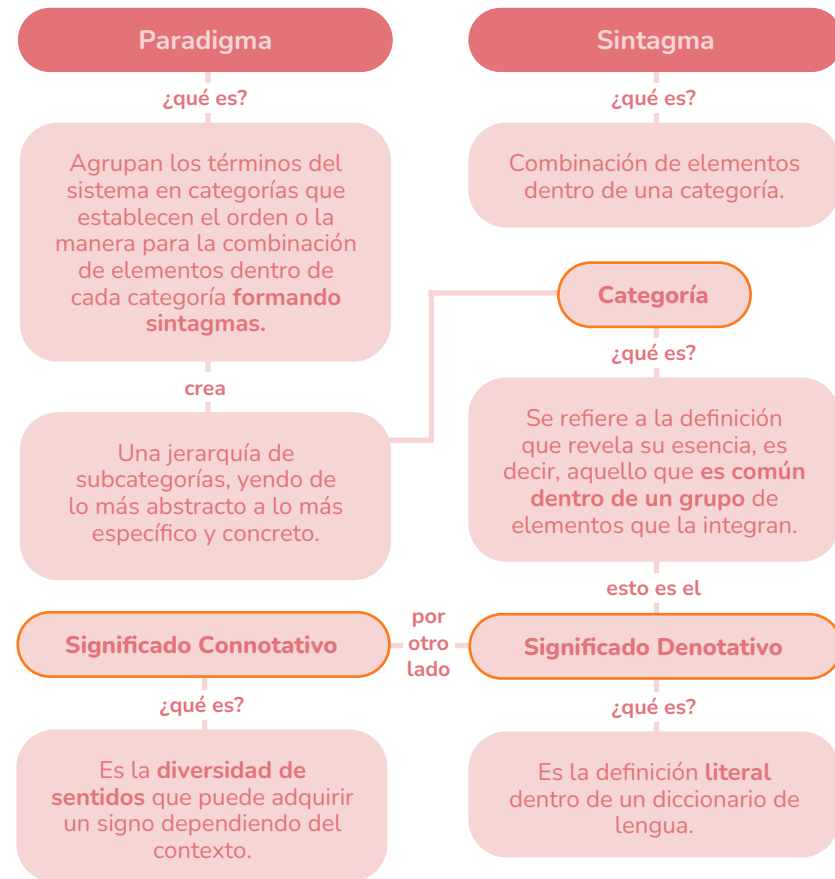 Paradigma
¿qué es?
Agrupan los términos del
sistema en categorías que
establecen el orden o la
manera para la combinación
de elementos dentro de
cada categoría formando
sintagmas.
crea
Una jerarquía de
subcategorías, yendo de
lo más abstracto a lo más
específico y concreto.
Sintagma
¿qué es?
Combinación de elementos
dentro de una categoría.
Categoría
¿qué es?
Se refiere a la definición
que revela su esencia, es
decir, aquello que es común
dentro de un grupo de
elementos que la integran.
esto es el
Significado Denotativo
¿qué es?
Es la definición literal
dentro de un diccionario de
lengua.
por
otro
lado
Significado Connotativo
¿qué es?
Es la diversidad de
sentidos que puede adquirir
un signo dependiendo del
contexto.